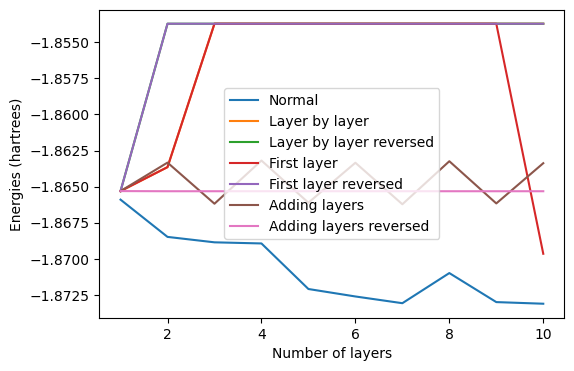 −1.8550
−1.8575
−1.8600
−1.8625
−1.8650
−1.8675
−1.8700
−1.8725
Energies (hartrees)
Normal
Layer by layer
Layer by layer reversed
First layer
First layer reversed
Adding layers
Adding layers reversed
2 4 6 8 10
Number of layers